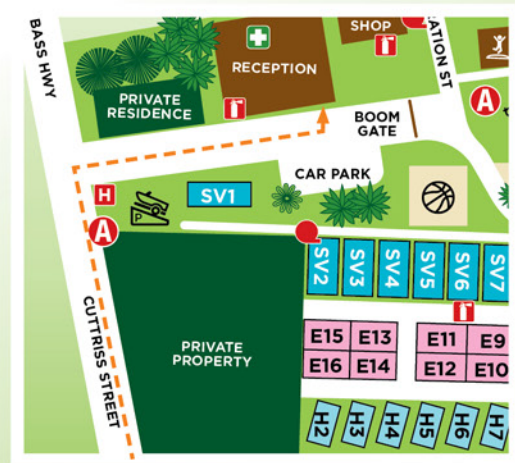 BASS HWY
SHOP
RECEPTION
PRIVATE
RESIDENCE
BOOM
GATE
ATION ST
A
CAR PARK
H
P
SV1
A
SV2
SV3
SV4
SV5
SV6
SV7
CUTTRISS STREET
PRIVATE
PROPERTY
E15 E13
E16 E14
E11 E9
E12 E10
H2
H3
H4
H5
H6
H7